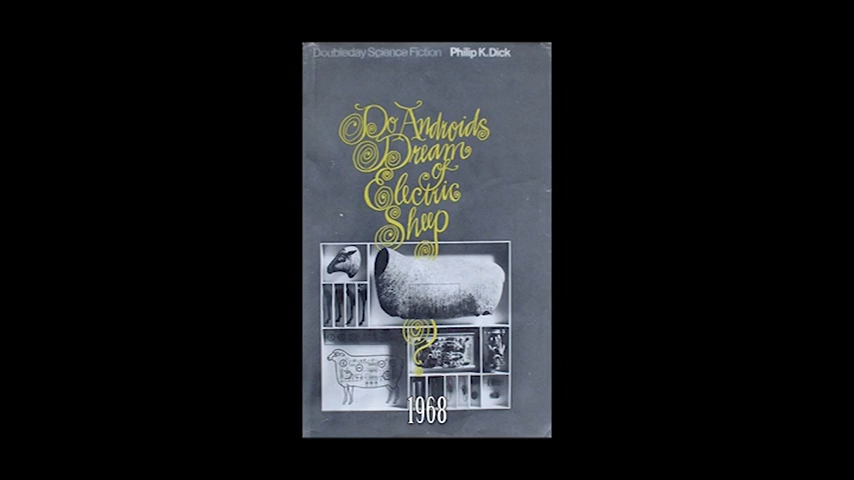 Doubleday Science Fiction Philip K. Dick
Do Androids
Dream
of
Electric
Sheep
?
1968